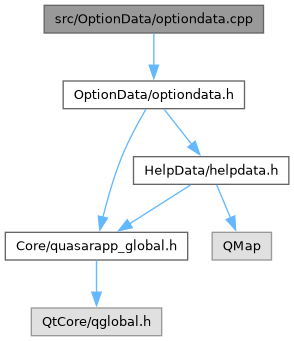 src/OptionData/optiondata.cpp
OptionData/optiondata.h
HelpData/helpdata.h
Core/quasarapp_global.h
QMap
QtCore/qglobal.h